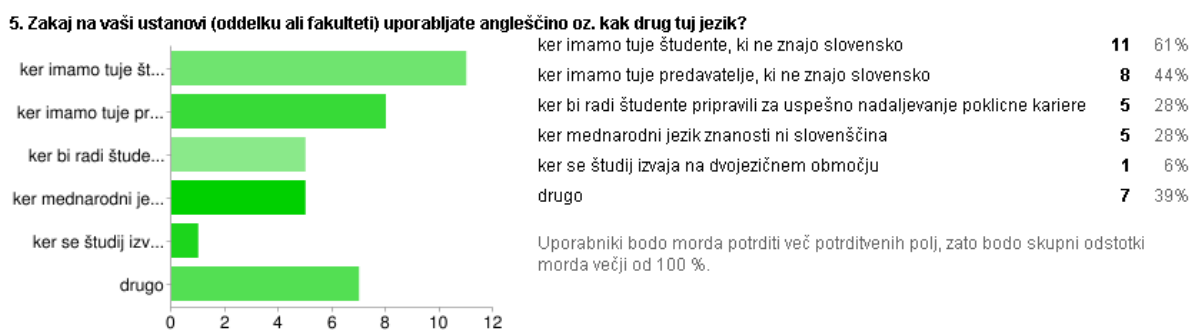 5. Zakaj na vaši ustanovi (oddelku ali fakulteti) uporabljate angleščino oz. kak drug tuj jezik?
ker imamo tuje št...
ker imamo tuje pr...
ker bi radi štude...
ker mednarodni je...
ker se študij izv...
drugo
0 2 4 6 8 10 12
ker imamo tuje študente, ki ne znajo slovensko 11 61%
ker imamo tuje predavatelje, ki ne znajo slovensko 8 44%
ker bi radi študente pripravili za uspešno nadaljevanje poklicne kariere 5 28%
ker mednarodni jezik znanosti ni slovenščina 5 28%
ker se študij izvaja na dvojezičnem območju 1 6%
drugo 7 39%
Uporabniki bodo morda potrditi več potrditvenih polj, zato bodo skupni odstotki
morda večji od 100 %.